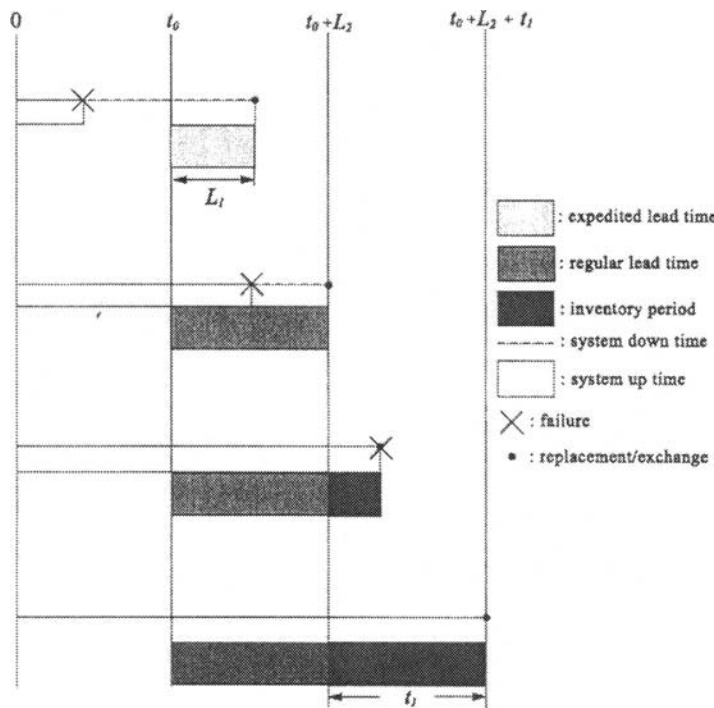 0
t₀
t₀+L₂
t₀+L₂ + t₁
L₁
: expedited lead time
: regular lead time
: inventory period
: system down time
: system up time
: failure
: replacement/exchange
t₁